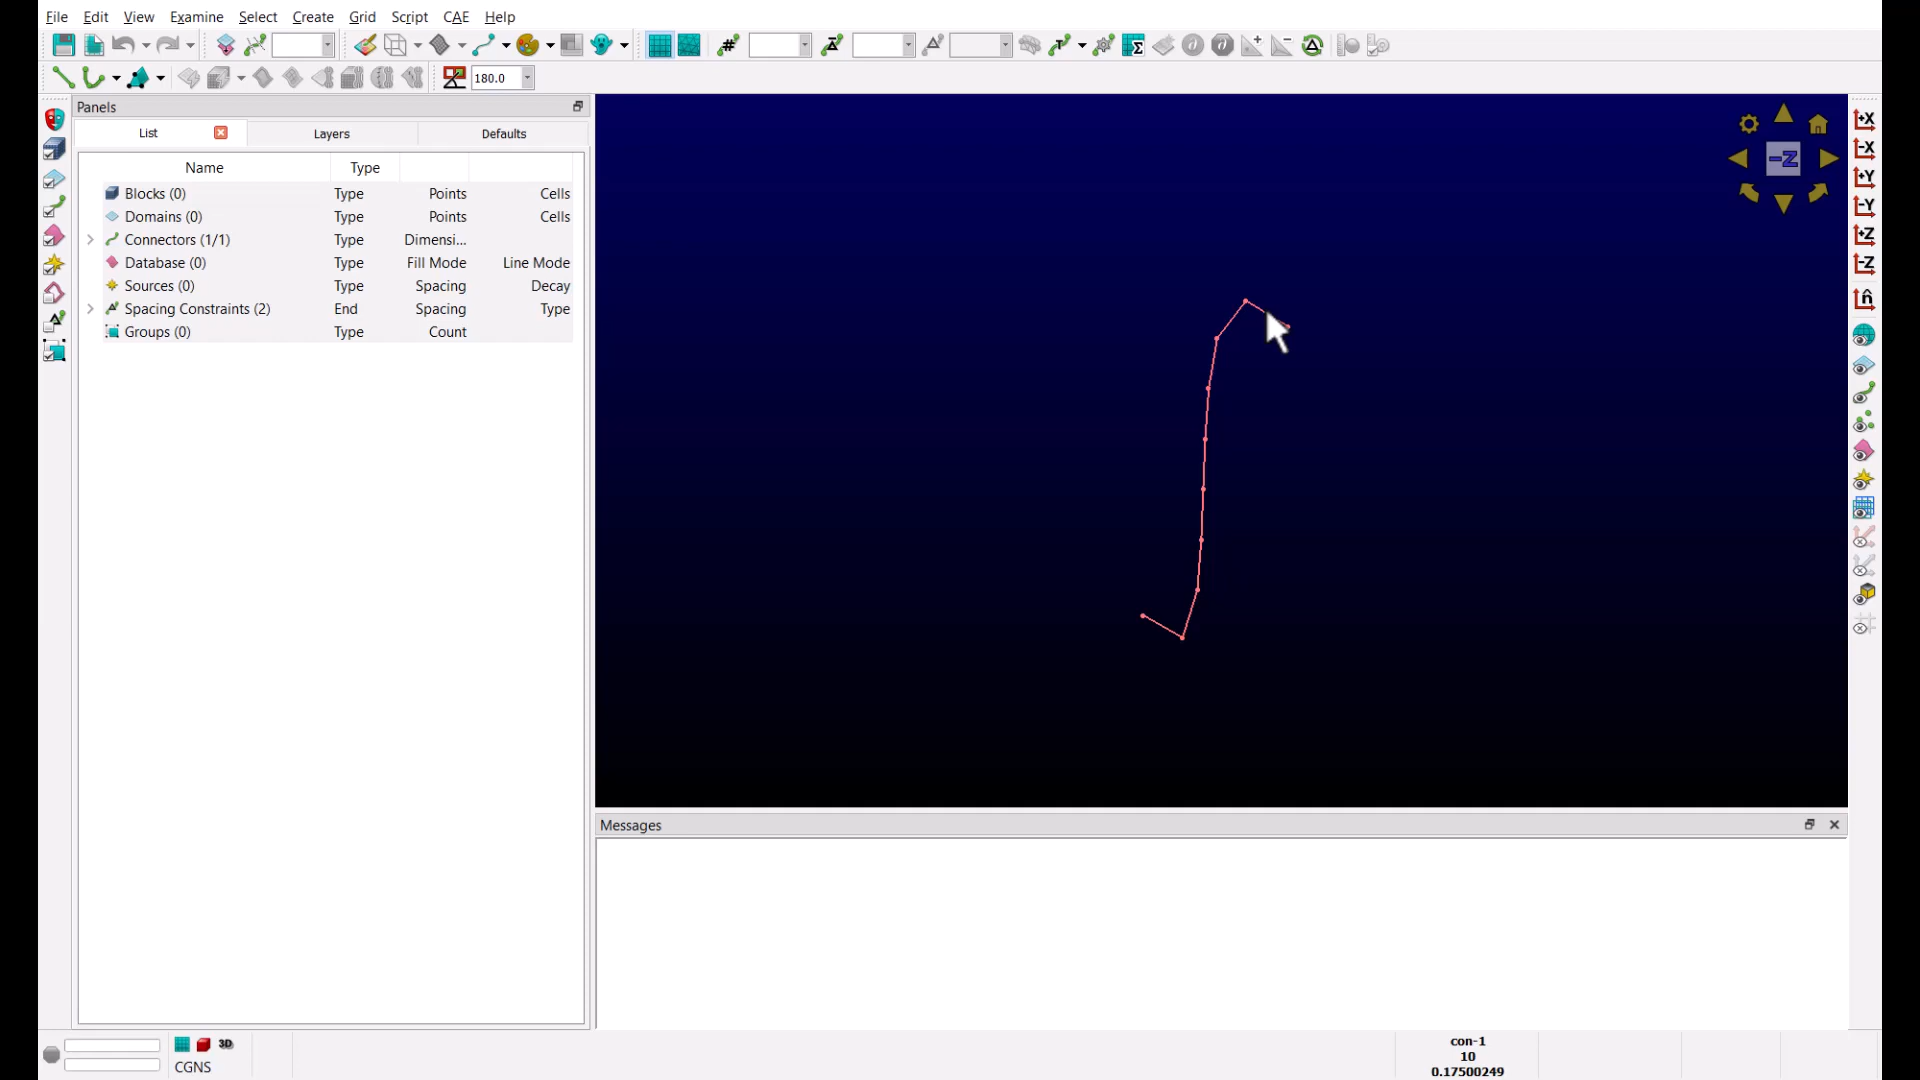 File Edit View Examine Select Create Grid Script CAE Help
180.0
Panels
List Layers Defaults
Name Type
Blocks (0) Type Points Cells
Domains (0) Type Points Cells
Connectors (1/1) Type Dimensi...
Database (0) Type Fill Mode Line Mode
Sources (0) Type Spacing Decay
Spacing Constraints (2) End Spacing Type
Groups (0) Type Count
-Z
+X
-X
+Y
-Y
+Z
-Z
n̂
Messages
3D
CGNS
con-1
10
0.17500249